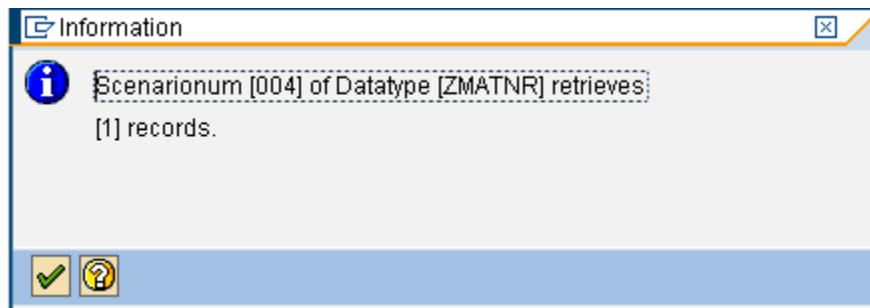 Information
Scenarionum [004] of Datatype [ZMATNR] retrieves
[1] records.